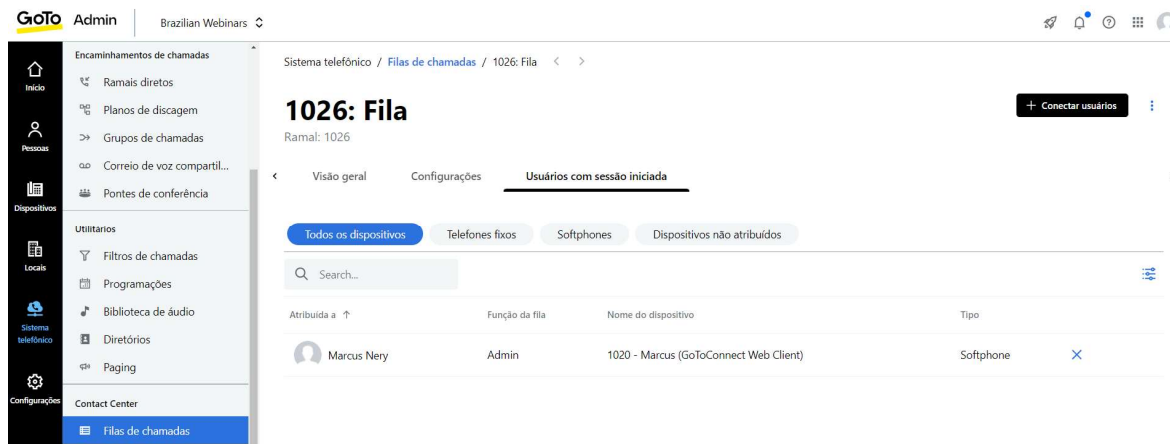 GoTo Admin
Brazilian Webinars
Início
Pessoas
Dispositivos
Locais
Sistema telefônico
Configurações
Encaminhamentos de chamadas
Ramais diretos
Planos de discagem
Grupos de chamadas
Correio de voz compartil...
Pontes de conferência
Utilitários
Filtros de chamadas
Programações
Biblioteca de áudio
Diretórios
Paging
Contact Center
Filas de chamadas
Sistema telefônico / Filas de chamadas / 1026: Fila
1026: Fila
Ramal: 1026
+ Conectar usuários
Visão geral Configurações Usuários com sessão iniciada
Todos os dispositivos Telefones fixos Softphones Dispositivos não atribuídos
Search...
Atribuída a ↑ Função da fila Nome do dispositivo Tipo
Marcus Nery Admin 1020 - Marcus (GoToConnect Web Client) Softphone